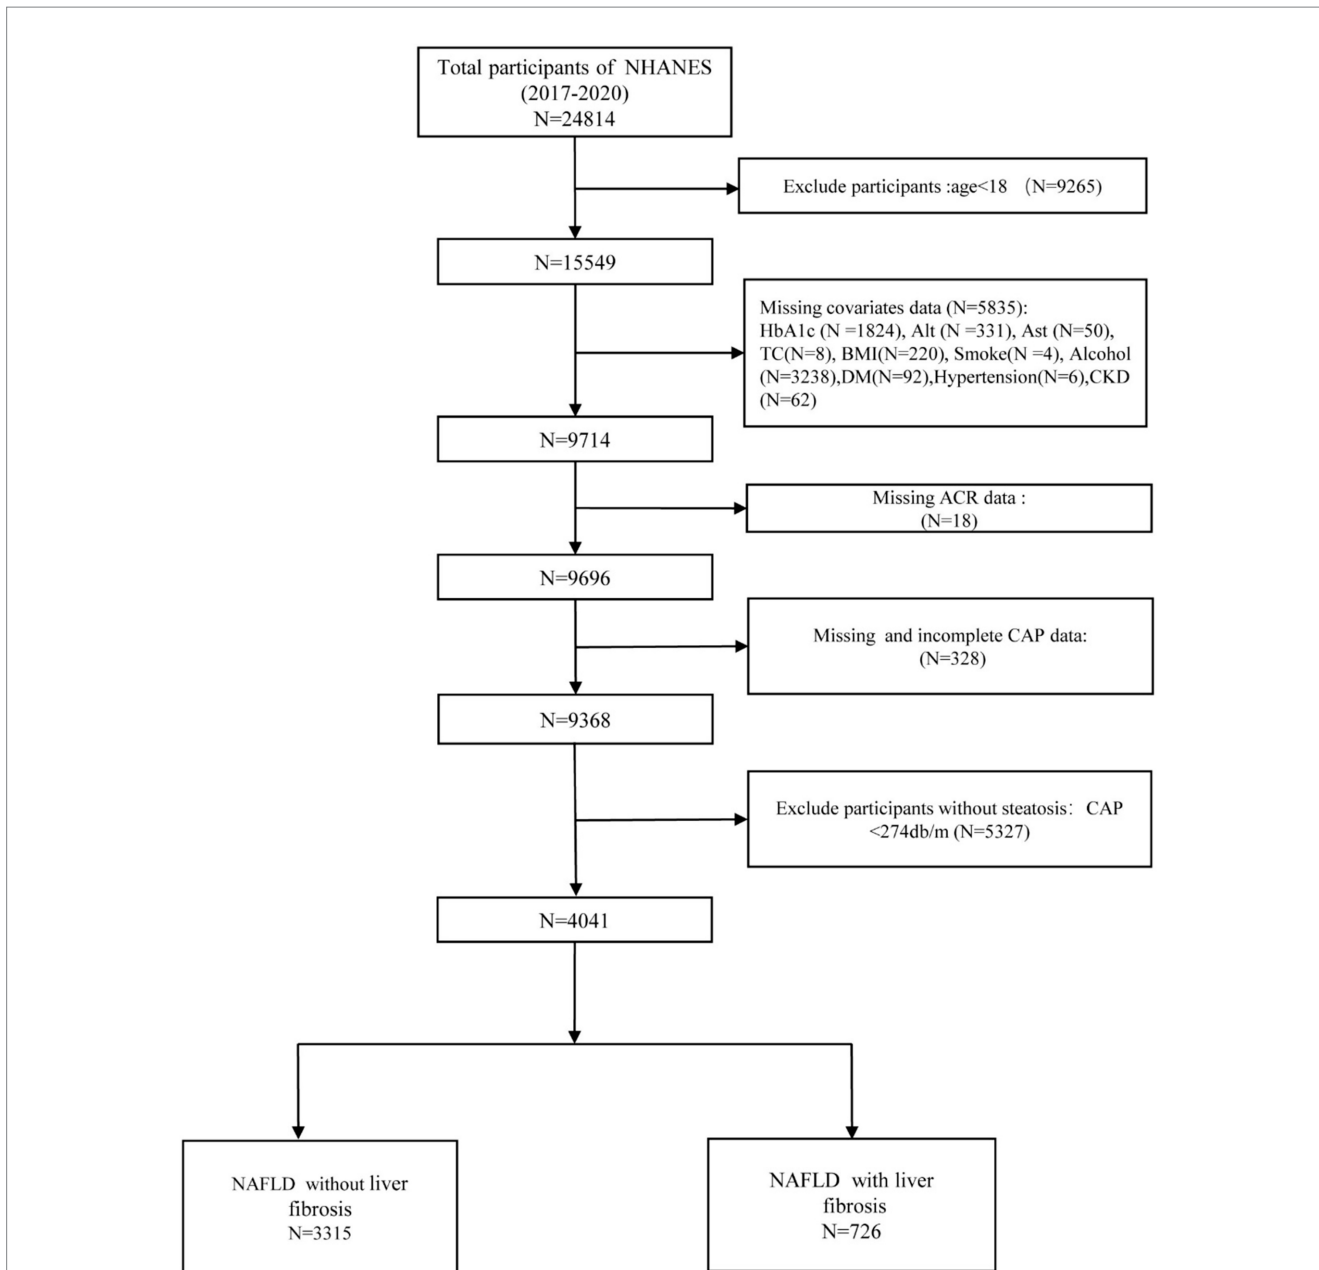 Total participants of NHANES
(2017-2020)
N=24814
Exclude participants :age<18 （N=9265)
N=15549
Missing covariates data (N=5835):
HbA1c (N =1824), Alt (N =331), Ast (N=50),
TC(N=8), BMI(N=220), Smoke(N =4), Alcohol
(N=3238),DM(N=92),Hypertension(N=6),CKD
(N=62)
N=9714
Missing ACR data :
(N=18)
N=9696
Missing and incomplete CAP data:
(N=328)
N=9368
Exclude participants without steatosis： CAP
<274db/m (N=5327)
N=4041
NAFLD without liver
fibrosis
N=3315
NAFLD with liver
fibrosis
N=726